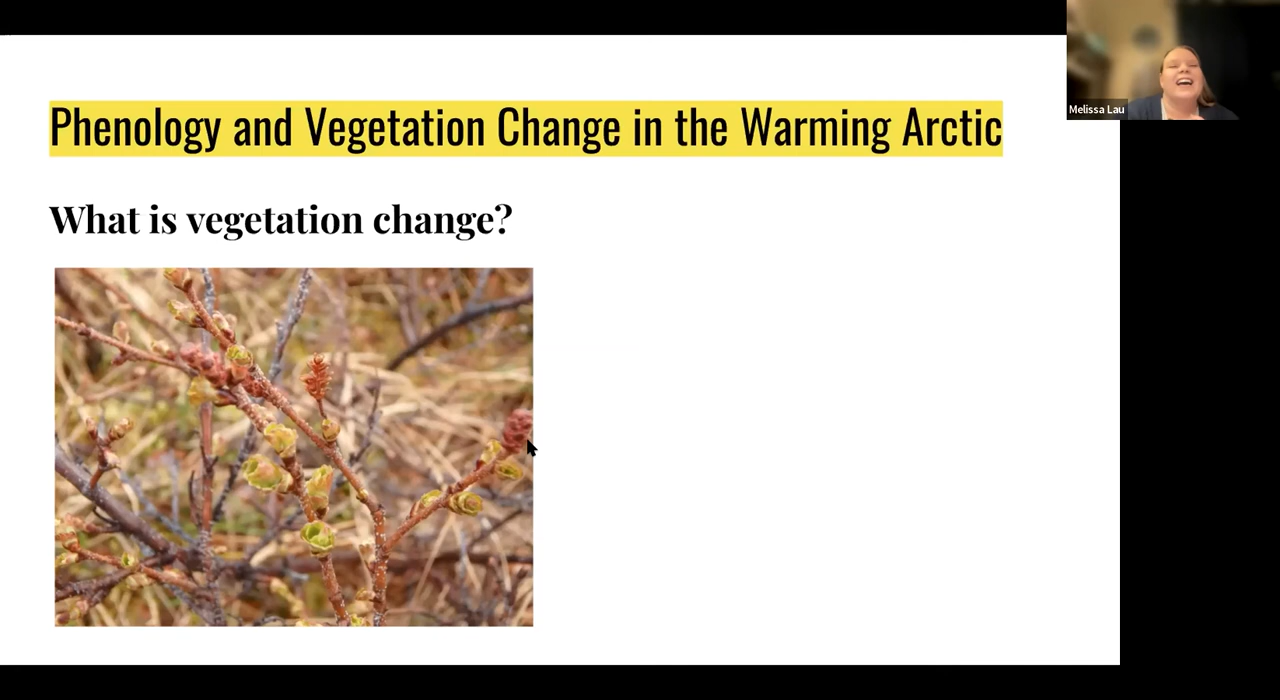 Phenology and Vegetation Change in the Warming Arctic
What is vegetation change?
Melissa Lau